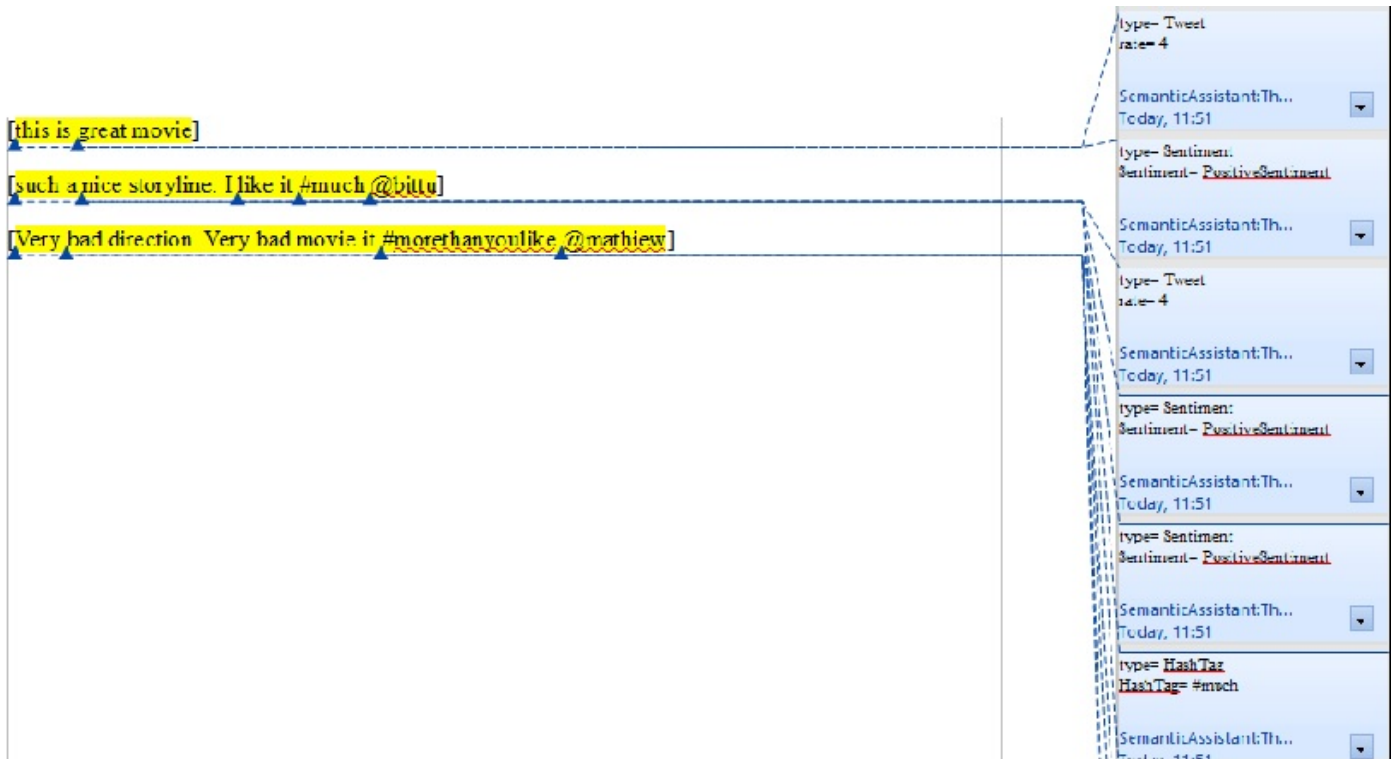 [this is great movie]
[such a nice storyline. I like it #much @bittu]
[Very bad direction. Very bad movie it #morethanyoulike @mathiew]
type= Tweet
rate= 4
SemanticAssistant:Th...
Today, 11:51
type= Sentiment
Sentiment= PositiveSentiment
SemanticAssistant:Th...
Today, 11:51
type= Tweet
rate= 4
SemanticAssistant:Th...
Today, 11:51
type= Sentiment
Sentiment= PositiveSentiment
SemanticAssistant:Th...
Today, 11:51
type= Sentiment
Sentiment= PositiveSentiment
SemanticAssistant:Th...
Today, 11:51
type= HashTag
HashTag= #much
SemanticAssistant:Th...
Today, 11:51